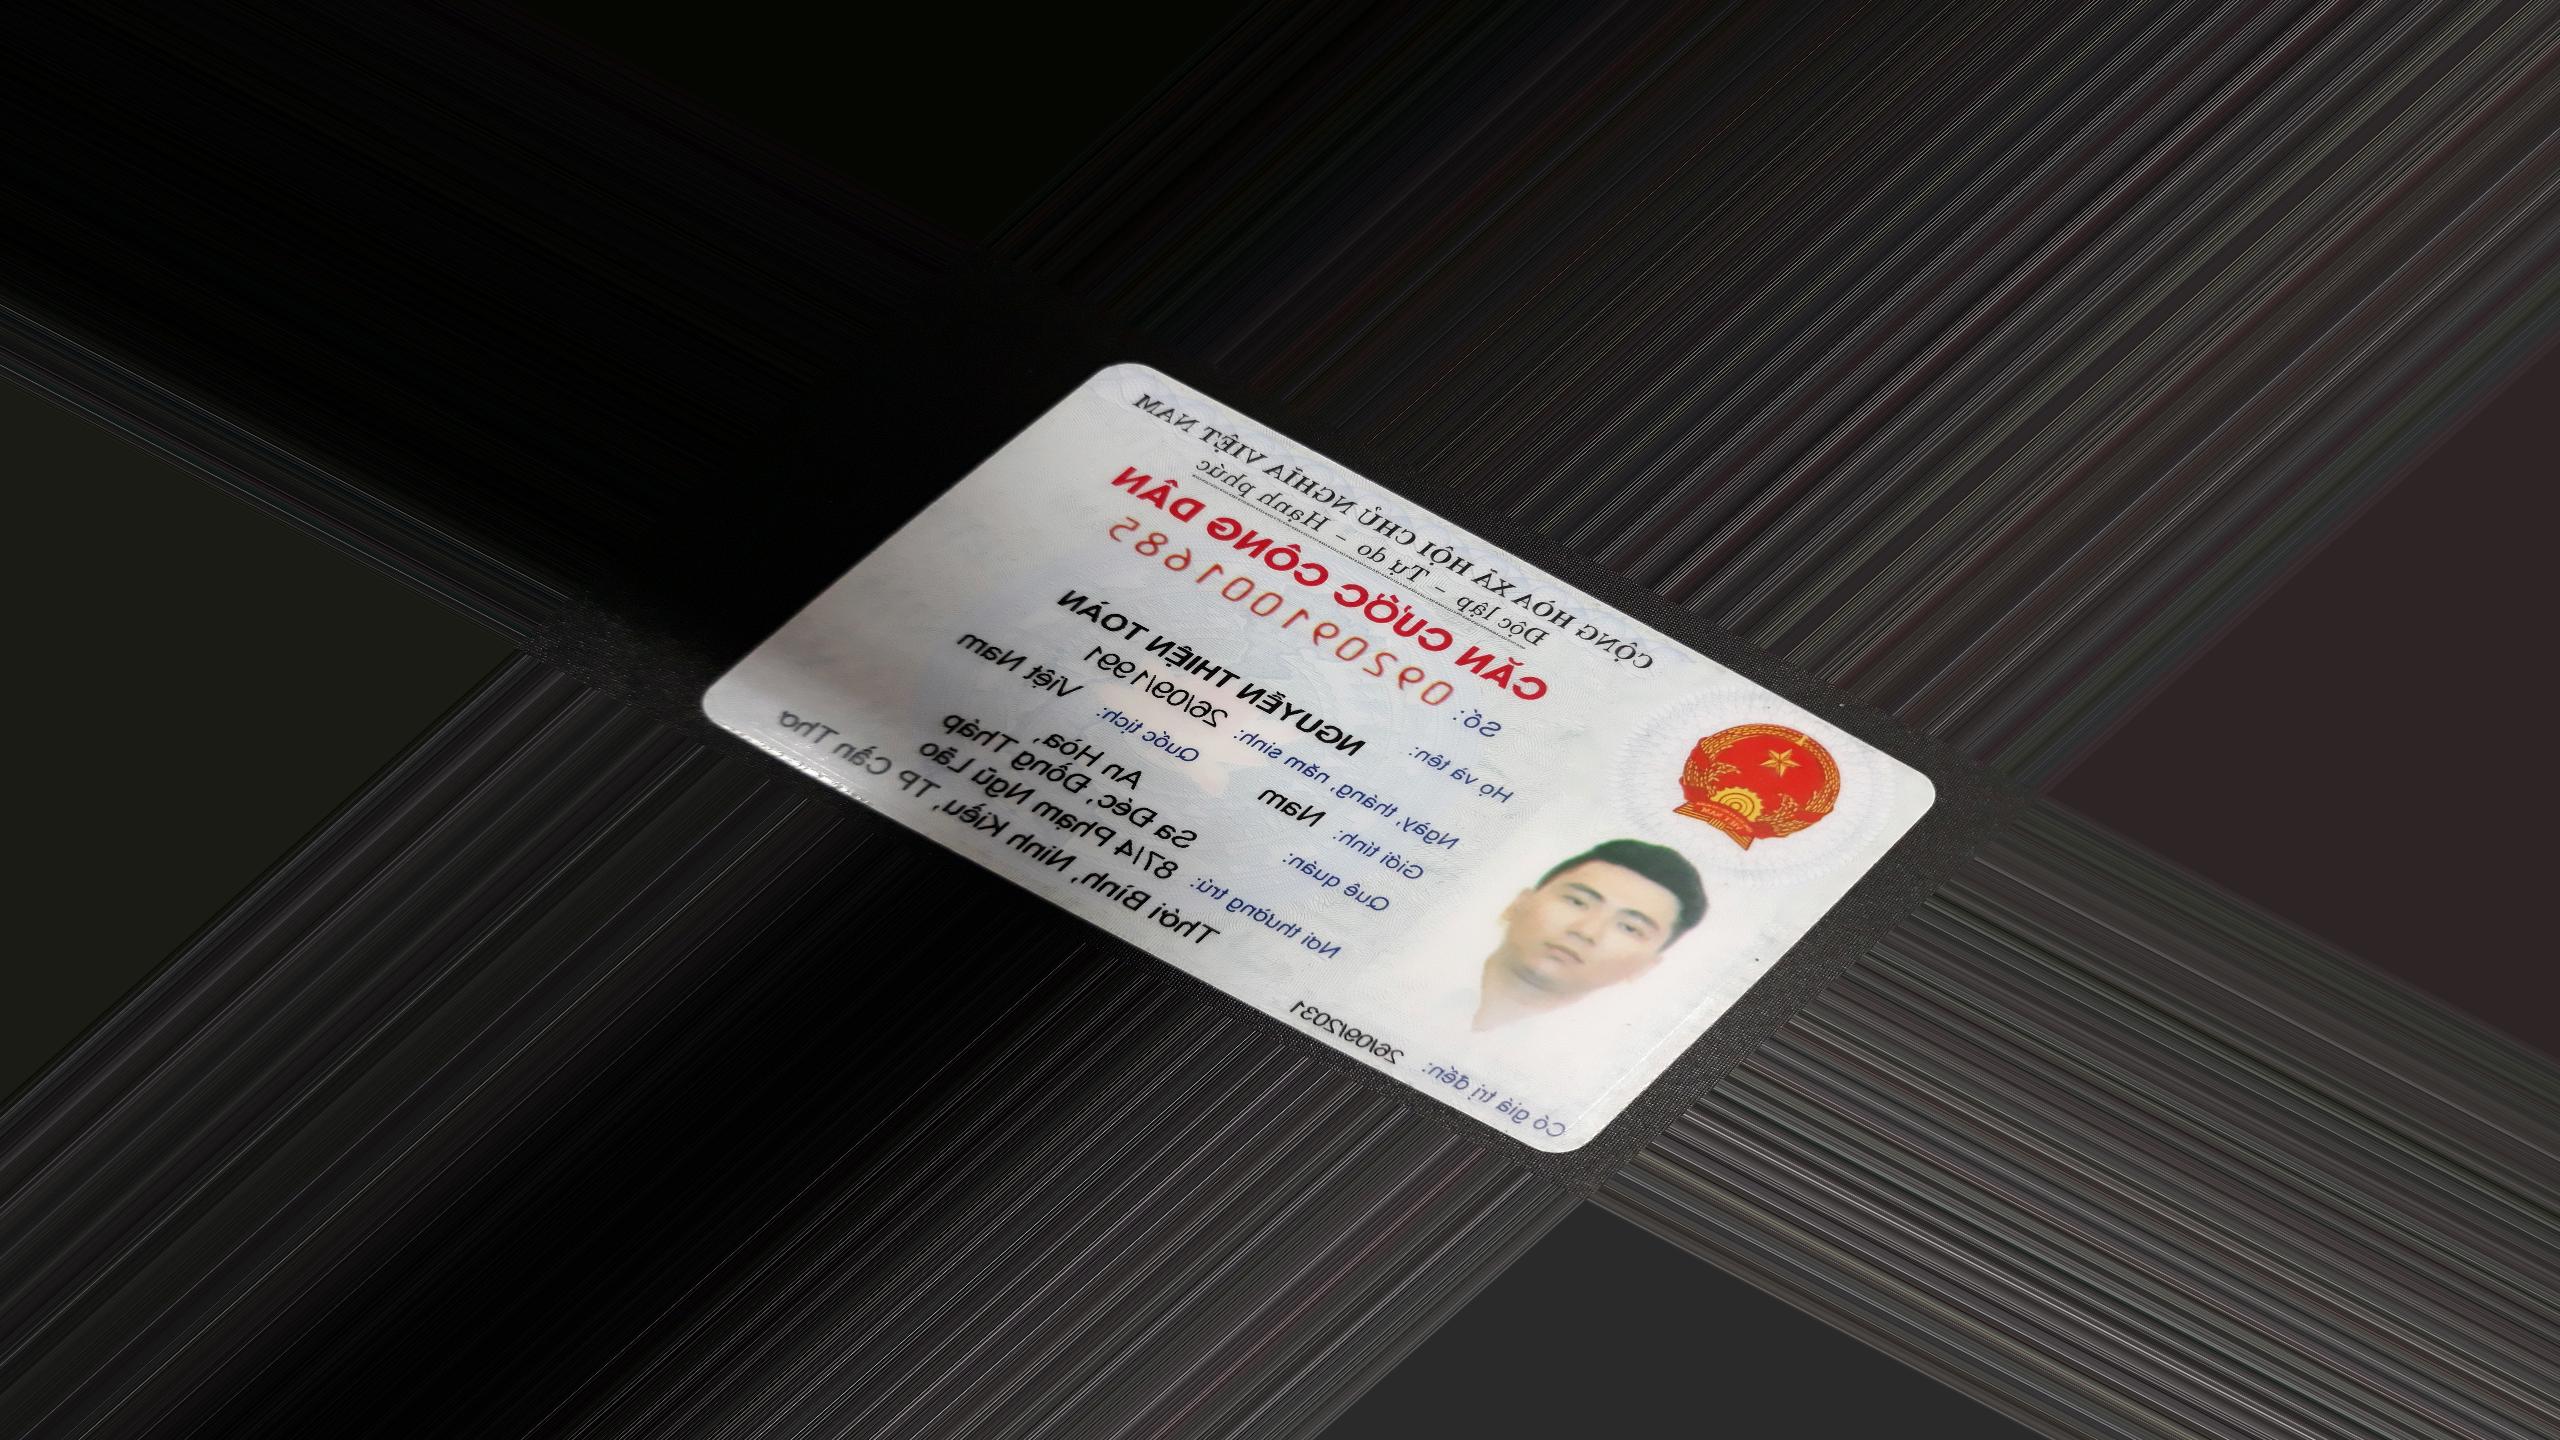 CỘNG HÒA XÃ HỘI CHỦ NGHĨA VIỆT NAM
Độc lập - Tự do - Hạnh phúc
CĂN CƯỚC CÔNG DÂN
Số: 092091001685
Họ và tên: NGUYỄN THIỆN TOÁN
Ngày, tháng, năm sinh: 26/09/1991
Giới tính: Nam Quốc tịch: Việt Nam
Quê quán: An Hòa,
Sa Đéc, Đồng Tháp
Nơi thường trú: 87/4 Phạm Ngũ Lão
Thới Bình, Ninh Kiều, TP Cần Thơ
Có giá trị đến: 26/09/2031